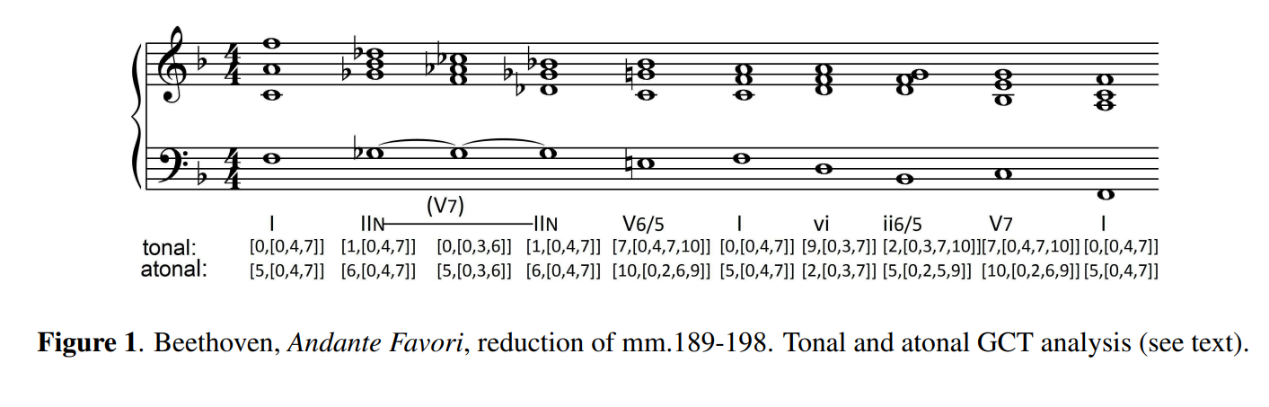 4 4
4 4
(V7)
I IIN IIN V6/5 I vi ii6/5 V7 I
tonal: [0,[0,4,7]] [1,[0,4,7]] [0,[0,3,6]] [1,[0,4,7]] [7,[0,4,7,10]] [0,[0,4,7]] [9,[0,3,7]] [2,[0,3,7,10]][7,[0,4,7,10]] [0,[0,4,7]]
atonal: [5,[0,4,7]] [6,[0,4,7]] [5,[0,3,6]] [6,[0,4,7]] [10,[0,2,6,9]] [5,[0,4,7]] [2,[0,3,7]] [5,[0,2,5,9]] [10,[0,2,6,9]] [5,[0,4,7]]
Figure 1. Beethoven, Andante Favori, reduction of mm.189-198. Tonal and atonal GCT analysis (see text).